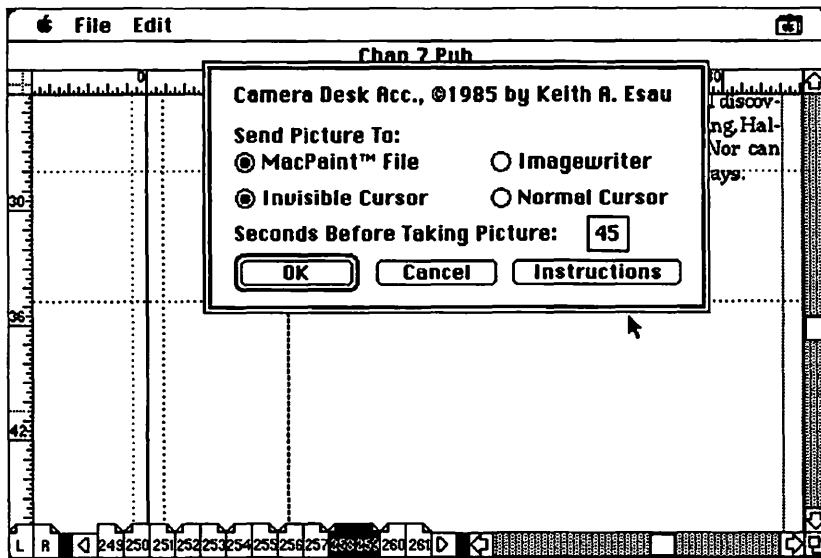 File Edit
Chap 7 Pub
0
Camera Desk Acc., ©1985 by Keith A. Esau
Send Picture To:
MacPaint™ File Imagewriter
Invisible Cursor Normal Cursor
Seconds Before Taking Picture: 45
OK Cancel Instructions
discov-
ng, Hal-
Nor can
ays:
30
36
42
L R 249 250 251 252 253 254 255 256 257 260 261